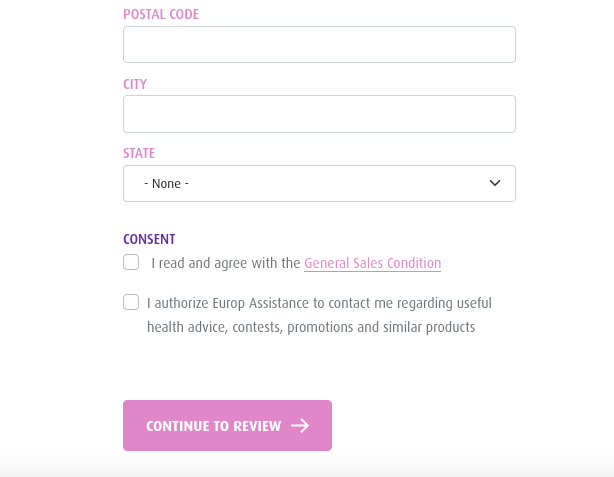 POSTAL CODE
CITY
STATE
- None -
CONSENT
I read and agree with the General Sales Condition
I authorize Europ Assistance to contact me regarding useful
health advice, contests, promotions and similar products
CONTINUE TO REVIEW